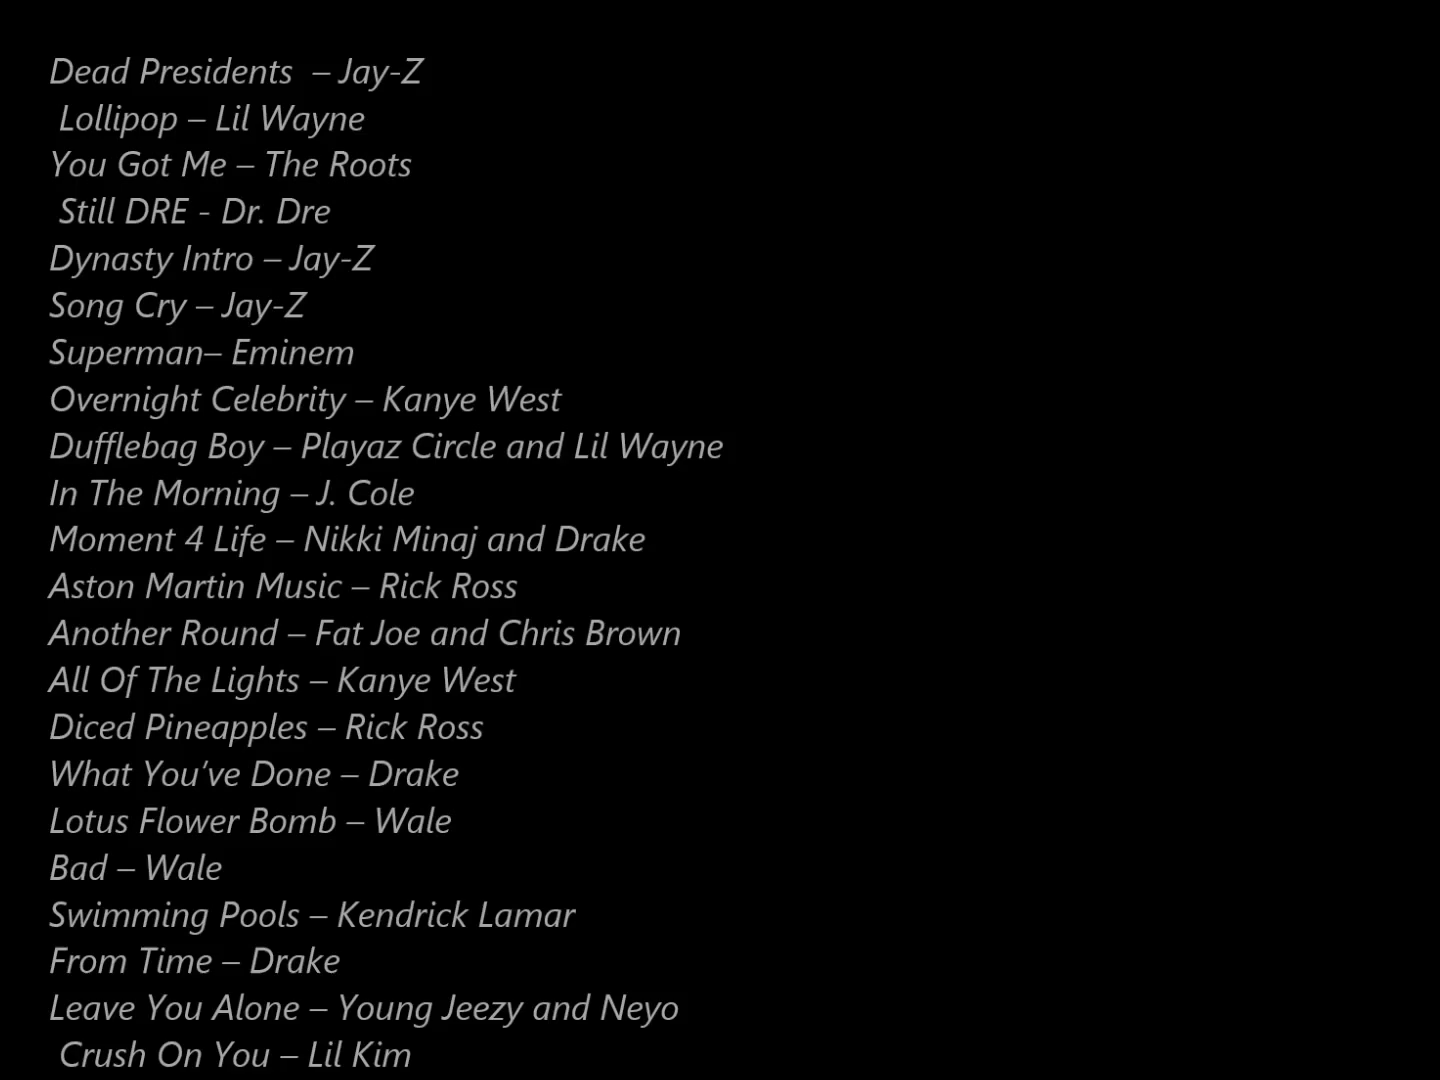 Dead Presidents  – Jay-Z
Lollipop – Lil Wayne
You Got Me – The Roots
Still DRE - Dr. Dre
Dynasty Intro – Jay-Z
Song Cry – Jay-Z
Superman– Eminem
Overnight Celebrity – Kanye West
Dufflebag Boy – Playaz Circle and Lil Wayne
In The Morning – J. Cole
Moment 4 Life – Nikki Minaj and Drake
Aston Martin Music – Rick Ross
Another Round – Fat Joe and Chris Brown
All Of The Lights – Kanye West
Diced Pineapples – Rick Ross
What You’ve Done – Drake
Lotus Flower Bomb – Wale
Bad – Wale
Swimming Pools – Kendrick Lamar
From Time – Drake
Leave You Alone – Young Jeezy and Neyo
Crush On You – Lil Kim